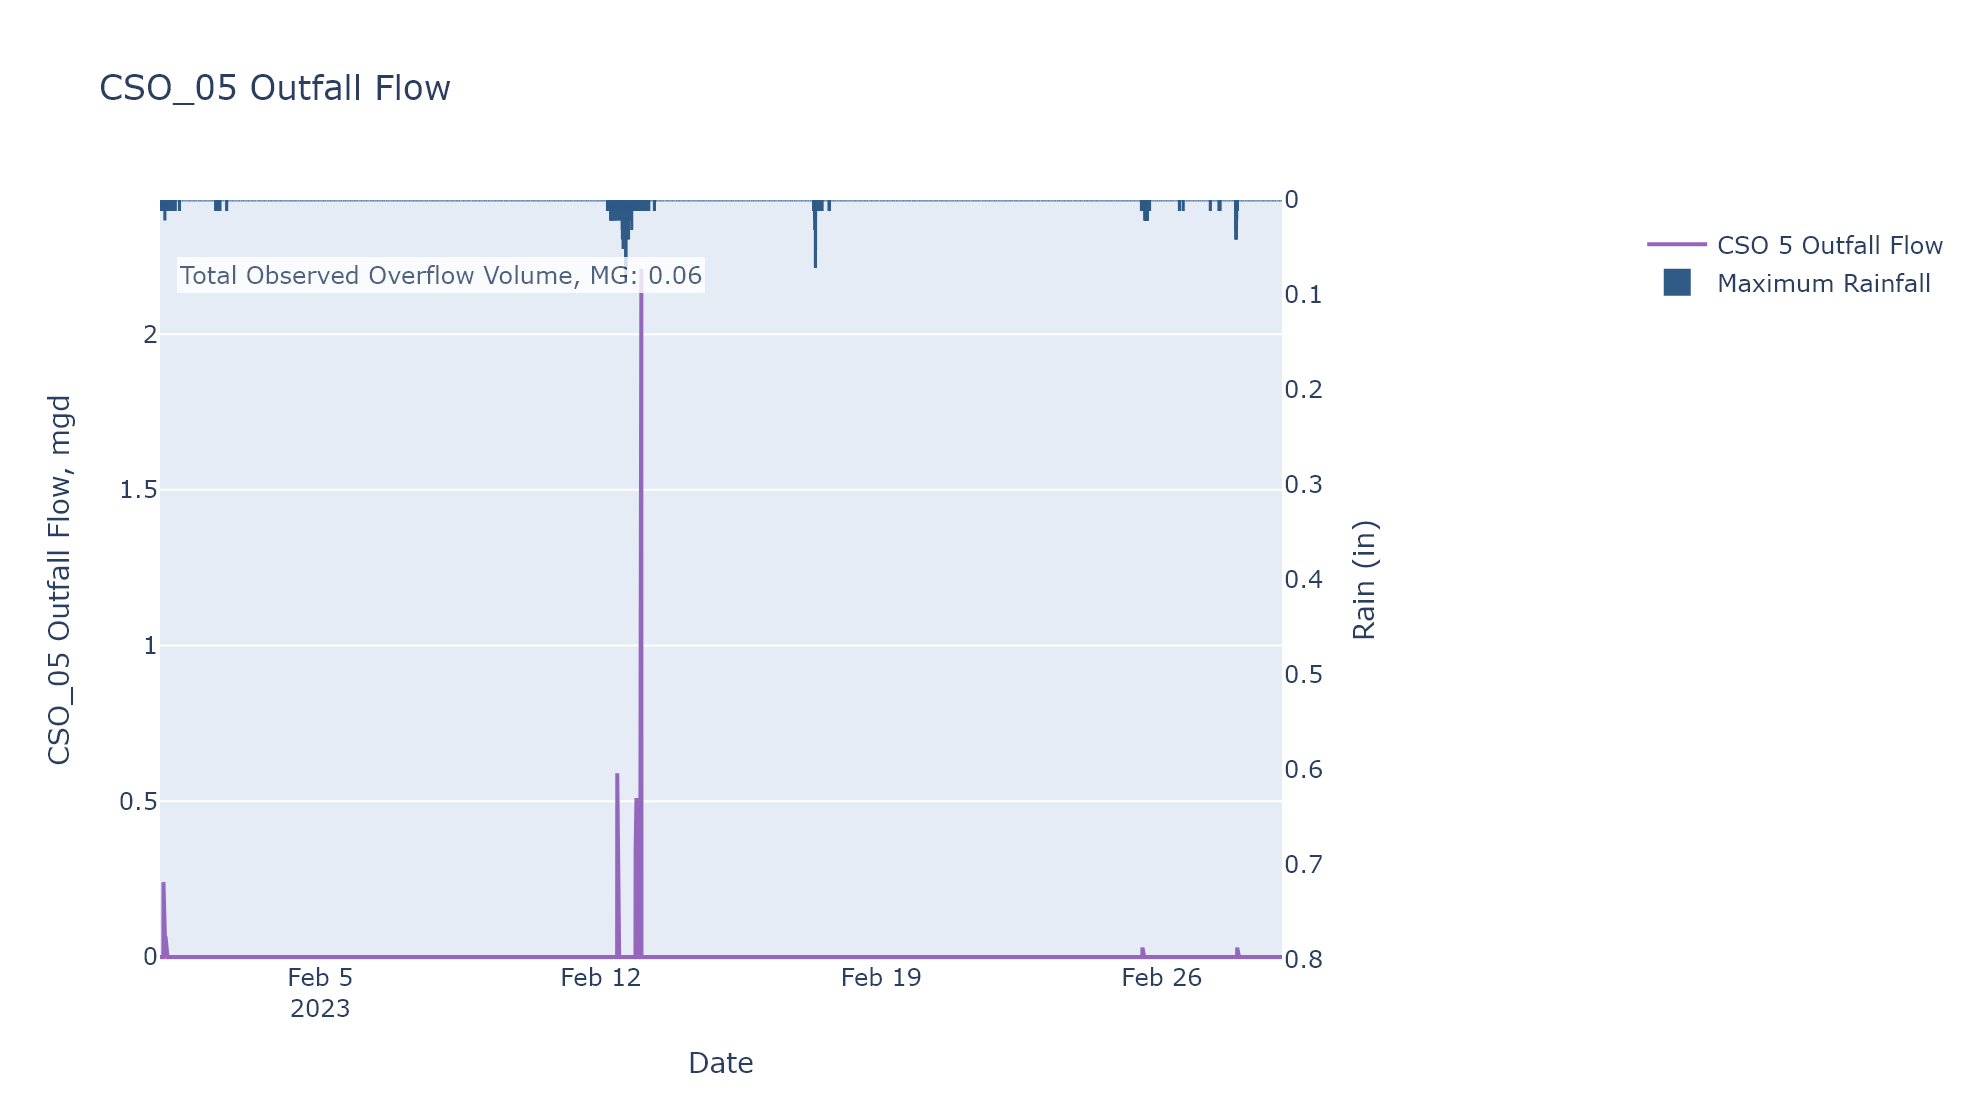 CSO_05 Outfall Flow
Total Observed Overflow Volume, MG: 0.06
CSO 5 Outfall Flow
Maximum Rainfall
CSO_05 Outfall Flow, mgd
2
1.5
1
0.5
0
0
0.1
0.2
0.3
0.4
0.5
0.6
0.7
0.8
Rain (in)
Feb 5
2023
Feb 12
Feb 19
Feb 26
Date